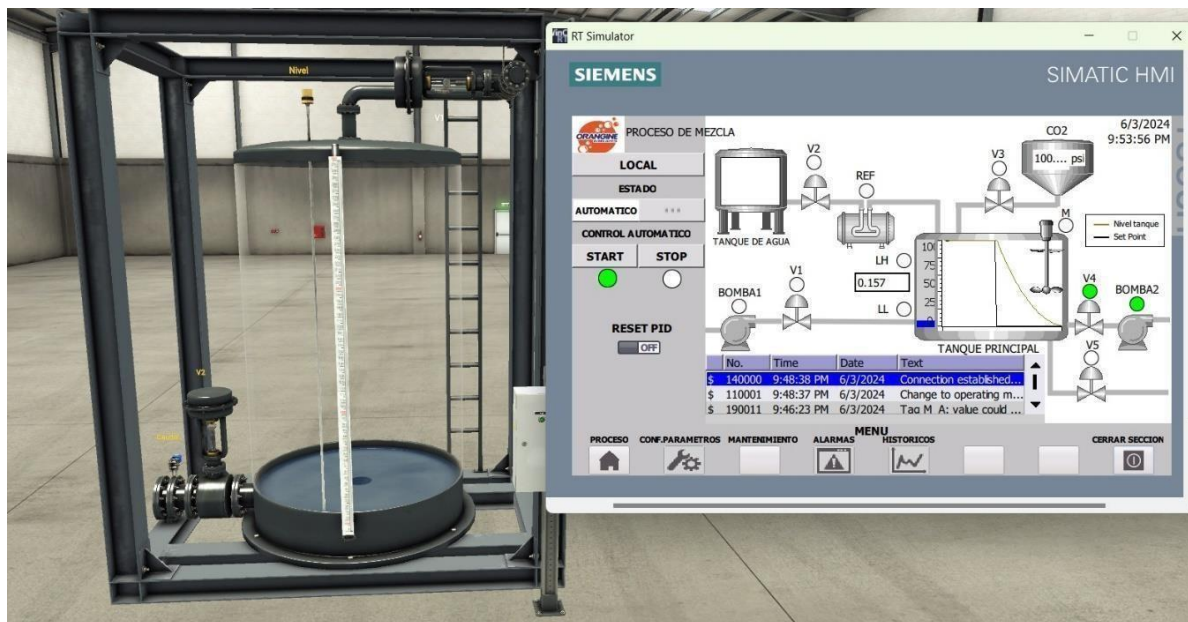 Nivel
V1
V2
RT Simulator
SIEMENS
SIMATIC HMI
ORANGINE
PROCESO DE MEZCLA
6/3/2024
9:53:56 PM
LOCAL
ESTADO
AUTOMATICO
***
CONTROL AUTOMATICO
START
STOP
RESET PID
OFF
V2
REF
V3
CO2
100.... psi
TANQUE DE AGUA
M
Nivel tanque
Set Point
LH
0.157
LL
100
75
50
25
0
BOMBA1
V1
V4
BOMBA2
V5
TANQUE PRINCIPAL
No. Time Date Text
$ 140000 9:48:38 PM 6/3/2024 Connection established...
$ 110001 9:48:37 PM 6/3/2024 Change to operating m...
$ 190011 9:46:23 PM 6/3/2024 Tag M_A: value could ...
MENU
PROCESO CONF.PARAMETROS MANTENIMIENTO ALARMAS HISTORICOS CERRAR SECCION